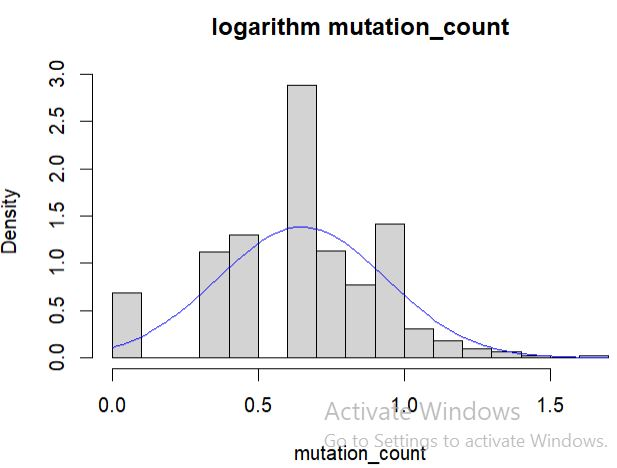 logarithm mutation_count
3.0
2.5
2.0
1.5
1.0
0.5
0.0
Density
0.0 0.5 1.0 1.5
Activate Windows
Go to Settings to activate Windows.
mutation_count